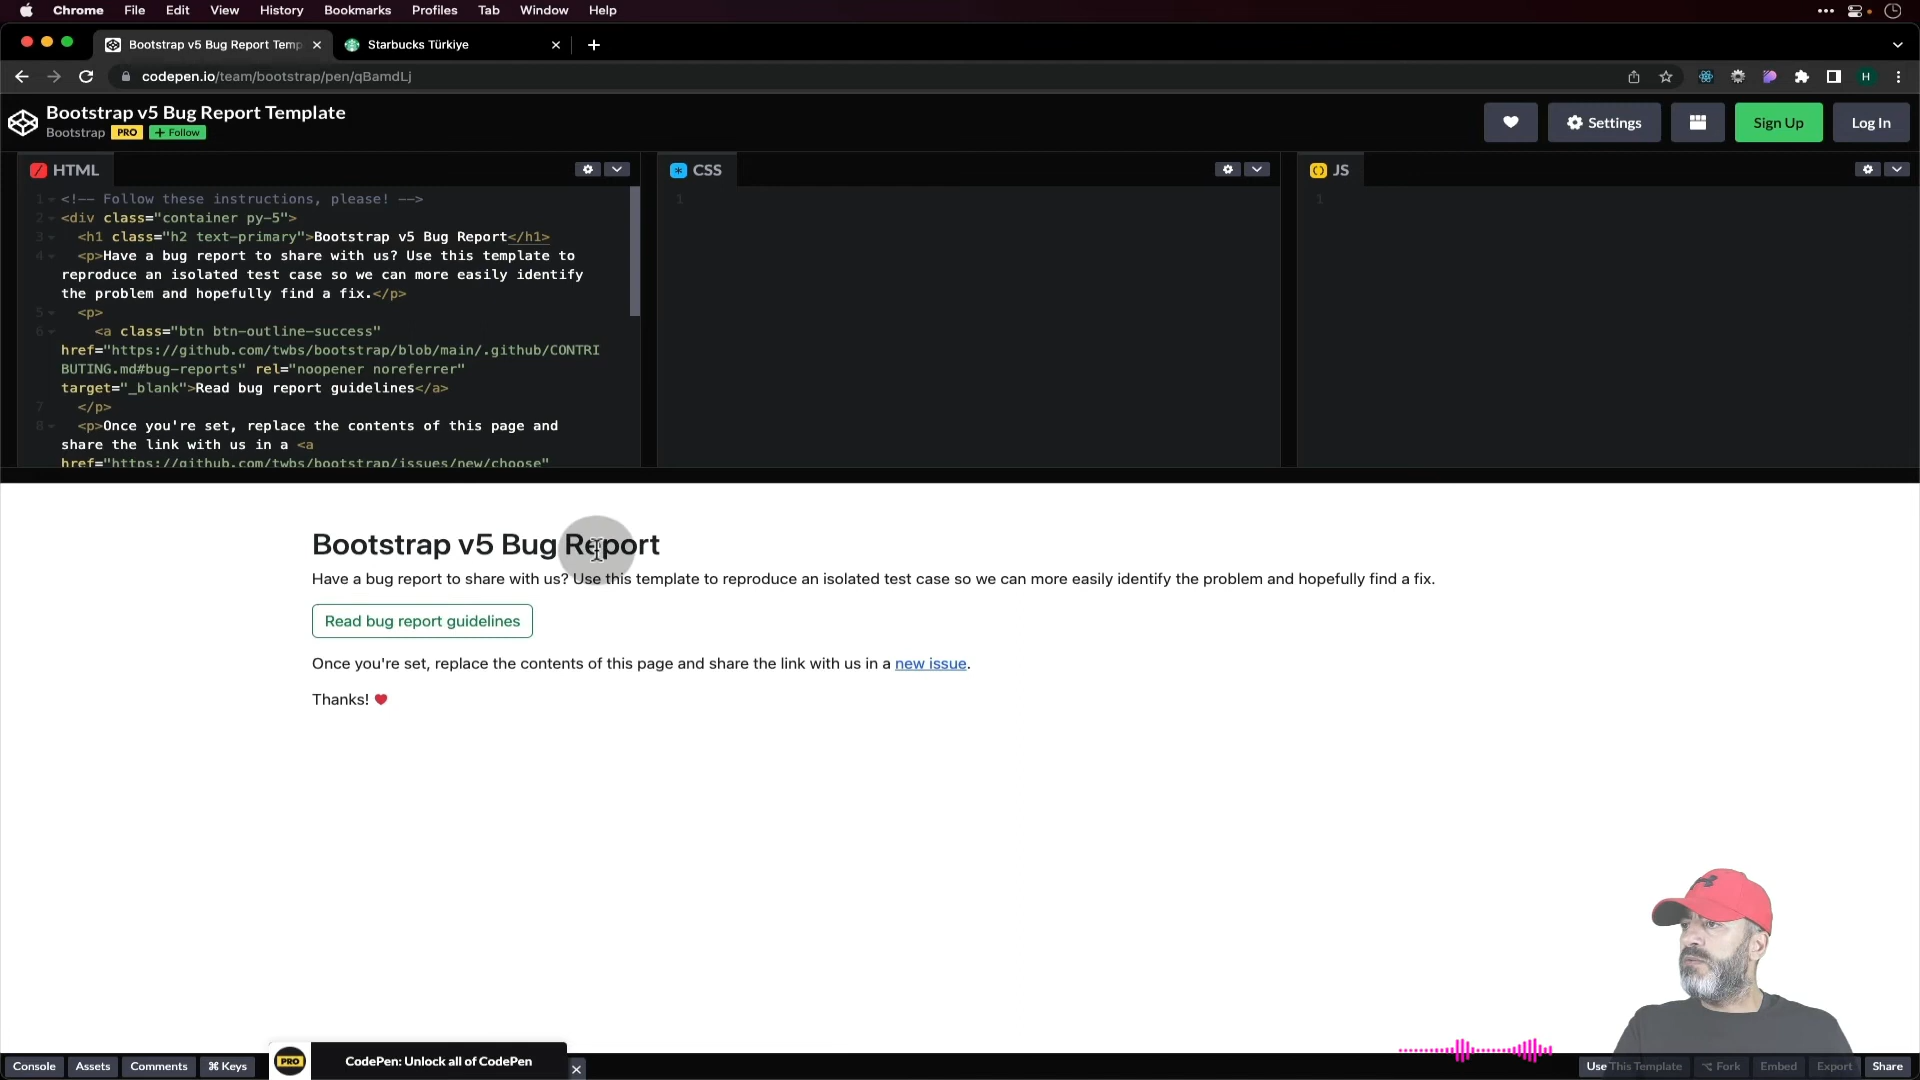 Chrome File Edit View History Bookmarks Profiles Tab Window Help
Bootstrap v5 Bug Report Temp Starbucks Türkiye
codepen.io/team/bootstrap/pen/qBamdLj H
Bootstrap v5 Bug Report Template
Bootstrap PRO + Follow
Settings Sign Up Log In
HTML CSS JS
1 <!-- Follow these instructions, please! -->
2 <div class="container py-5">
3 <h1 class="h2 text-primary">Bootstrap v5 Bug Report</h1>
4 <p>Have a bug report to share with us? Use this template to
reproduce an isolated test case so we can more easily identify
the problem and hopefully find a fix.</p>
5 <p>
6 <a class="btn btn-outline-success"
href="https://github.com/twbs/bootstrap/blob/main/.github/CONTRI
BUTING.md#bug-reports" rel="noopener noreferrer"
target="_blank">Read bug report guidelines</a>
7 </p>
8 <p>Once you're set, replace the contents of this page and
share the link with us in a <a
href="https://github.com/twbs/bootstrap/issues/new/choose"
1
1
Bootstrap v5 Bug Report
Have a bug report to share with us? Use this template to reproduce an isolated test case so we can more easily identify the problem and hopefully find a fix.
Read bug report guidelines
Once you're set, replace the contents of this page and share the link with us in a new issue.
Thanks!
Console Assets Comments ⌘ Keys PRO CodePen: Unlock all of CodePen Use This Template ⌥ Fork Embed Export Share